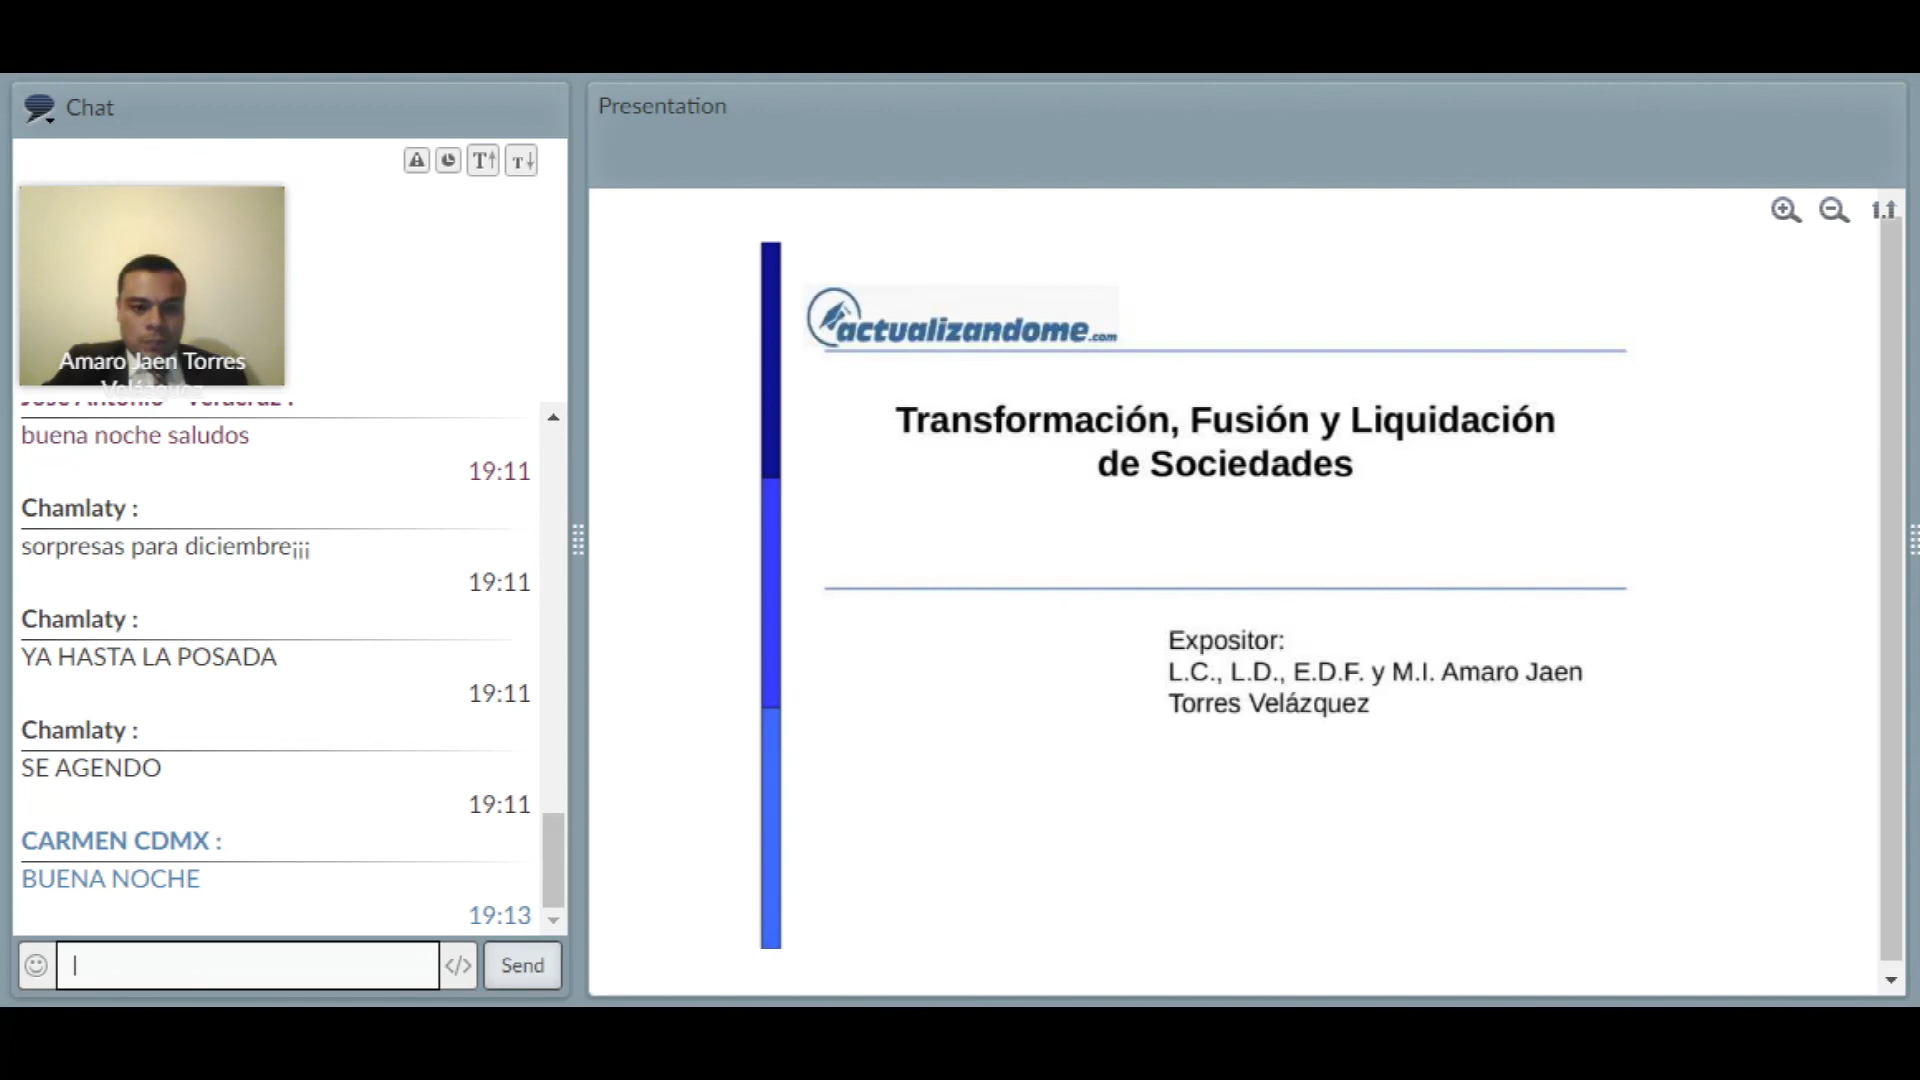 Chat
Amaro Jaen Torres
Velázquez
buena noche saludos
19:11
Chamlaty :
sorpresas para diciembre¡¡¡
19:11
Chamlaty :
YA HASTA LA POSADA
19:11
Chamlaty :
SE AGENDO
19:11
CARMEN CDMX :
BUENA NOCHE
19:13
Send
Presentation
actualizandome.com
Transformación, Fusión y Liquidación
de Sociedades
Expositor:
L.C., L.D., E.D.F. y M.I. Amaro Jaen
Torres Velázquez